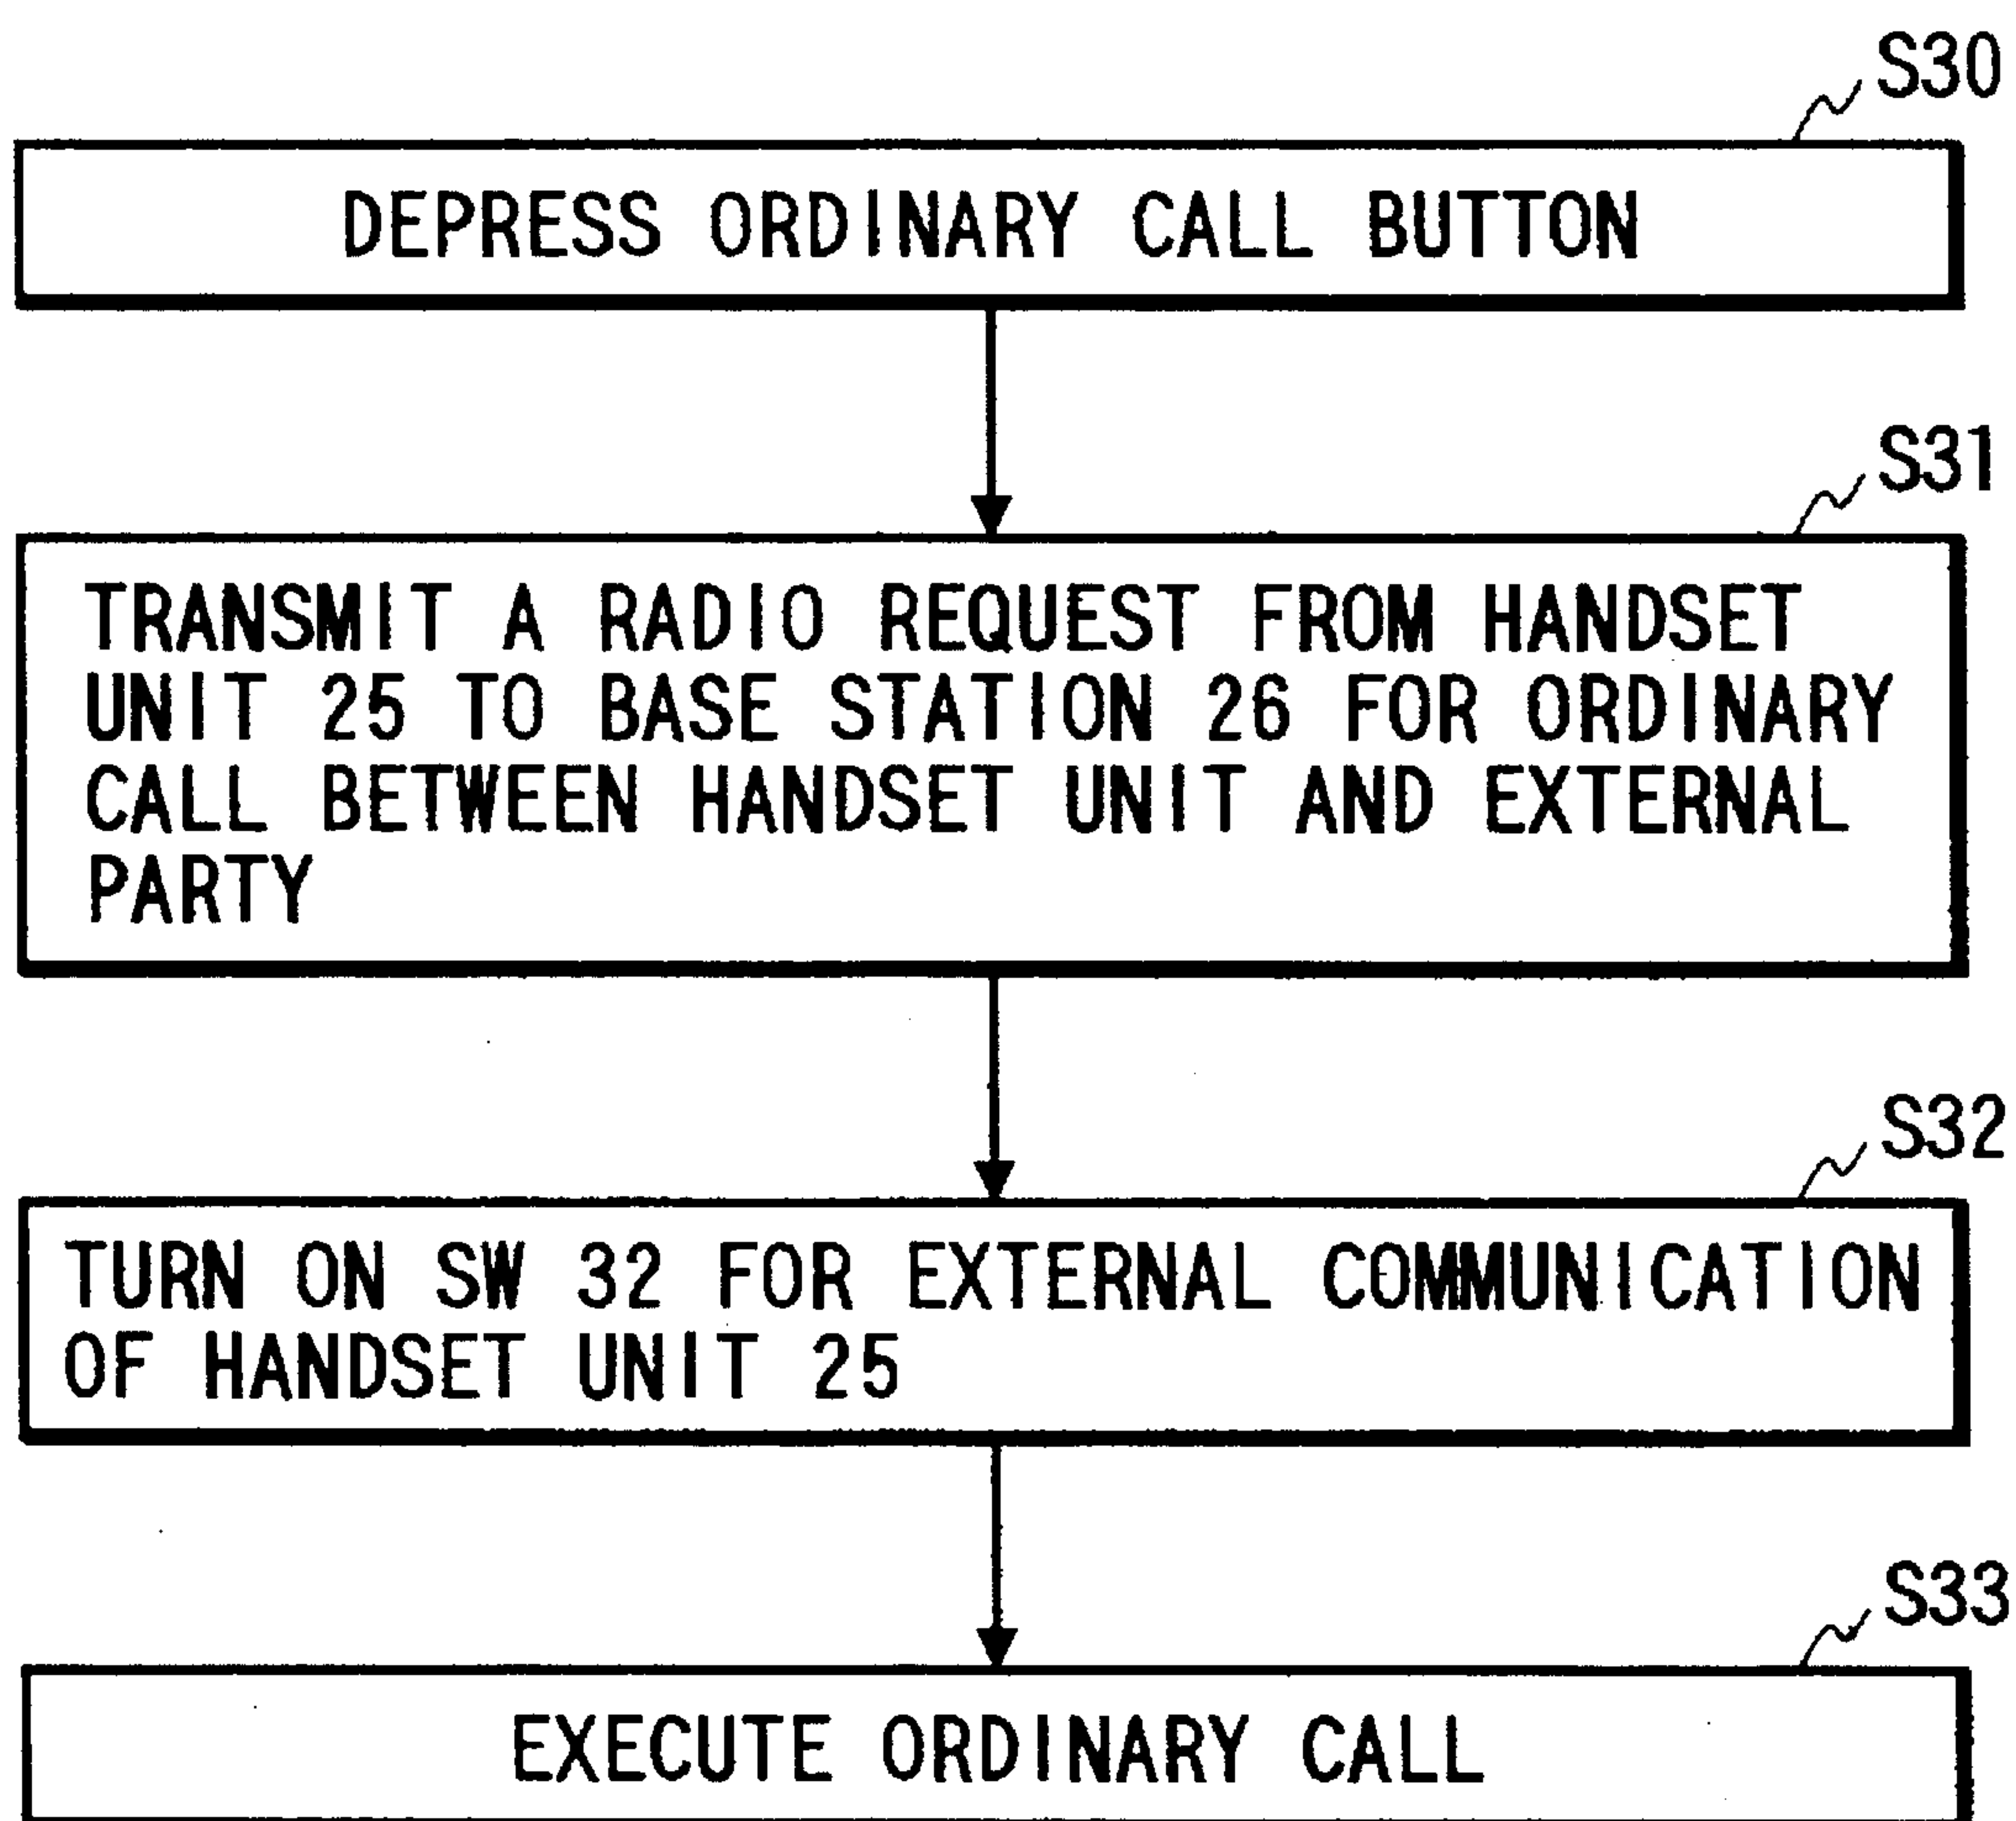 S30
DEPRESS ORDINARY CALL BUTTON
S31
TRANSMIT A RADIO REQUEST FROM HANDSET
UNIT 25 TO BASE STATION 26 FOR ORDINARY
CALL BETWEEN HANDSET UNIT AND EXTERNAL
PARTY
S32
TURN ON SW 32 FOR EXTERNAL COMMUNICATION
OF HANDSET UNIT 25
S33
EXECUTE ORDINARY CALL